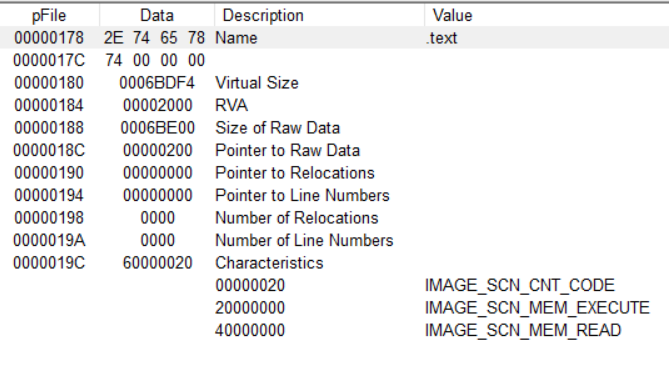 pFile Data Description Value
00000178 2E 74 65 78 Name .text
0000017C 74 00 00 00
00000180 0006BDF4 Virtual Size
00000184 00002000 RVA
00000188 0006BE00 Size of Raw Data
0000018C 00000200 Pointer to Raw Data
00000190 00000000 Pointer to Relocations
00000194 00000000 Pointer to Line Numbers
00000198 0000 Number of Relocations
0000019A 0000 Number of Line Numbers
0000019C 60000020 Characteristics
00000020 IMAGE_SCN_CNT_CODE
20000000 IMAGE_SCN_MEM_EXECUTE
40000000 IMAGE_SCN_MEM_READ